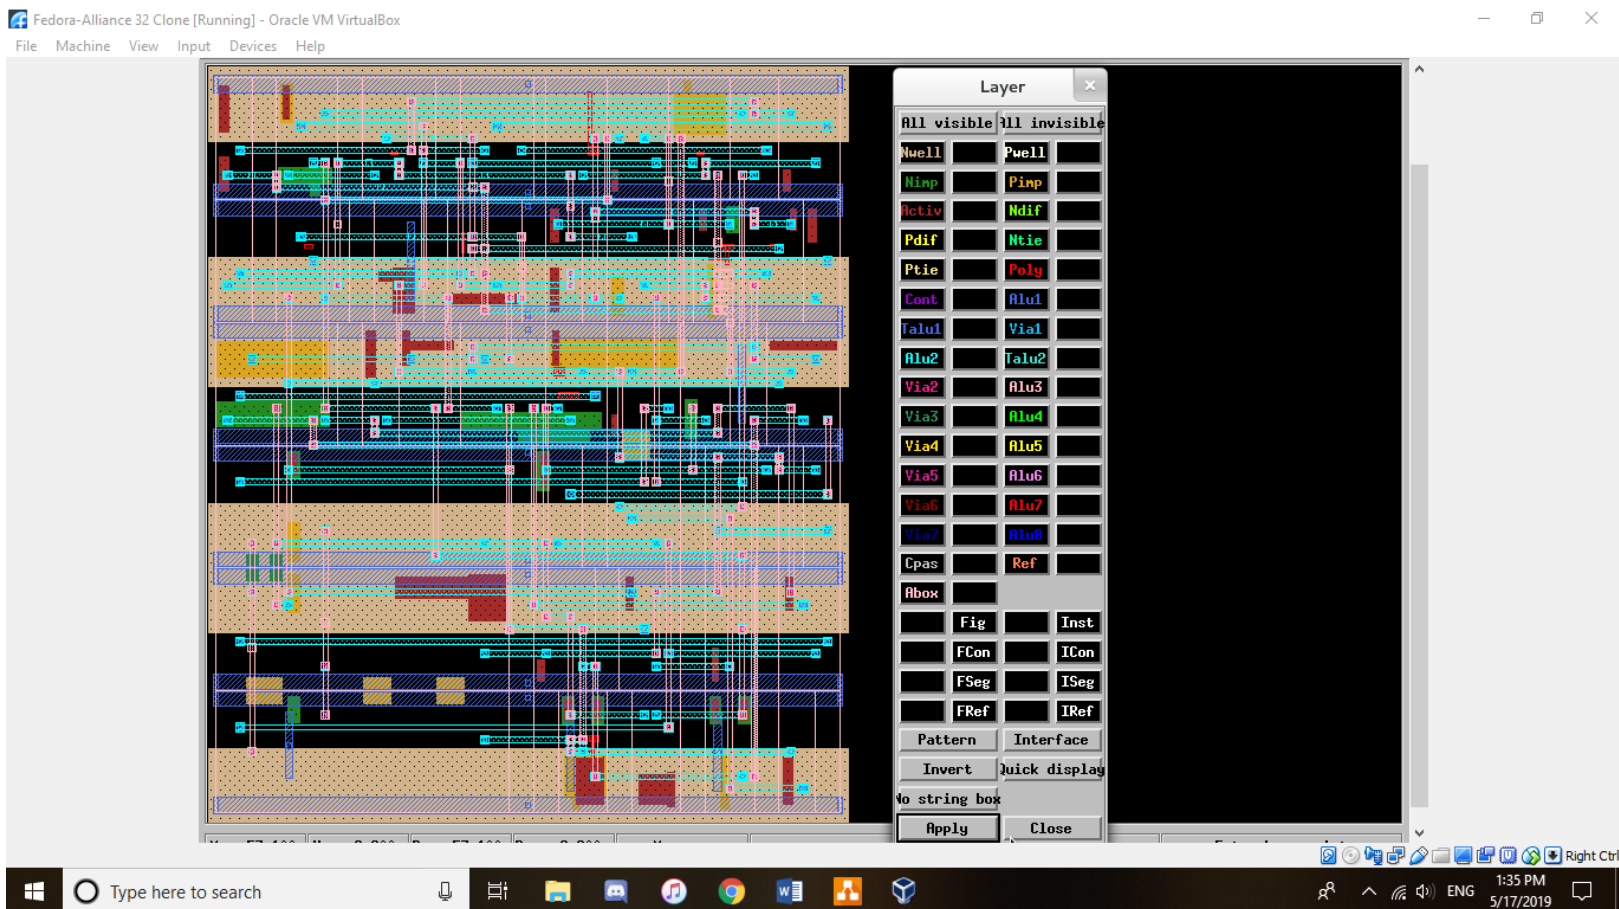 Fedora-Alliance 32 Clone [Running] - Oracle VM VirtualBox
File Machine View Input Devices Help
Layer
All visible All invisible
Nwell Pwell
Nimp Pimp
Activ Ndif
Pdif Ntie
Ptie Poly
Cont Alu1
Talu1 Via1
Alu2 Talu2
Via2 Alu3
Via3 Alu4
Via4 Alu5
Via5 Alu6
Via6 Alu7
Via7 Alu8
Cpas Ref
Abox
Fig Inst
FCon ICon
FSeg ISeg
FRef IRef
Pattern Interface
Invert Quick display
No string box
Apply Close
Right Ctrl
Type here to search
ENG
1:35 PM
5/17/2019